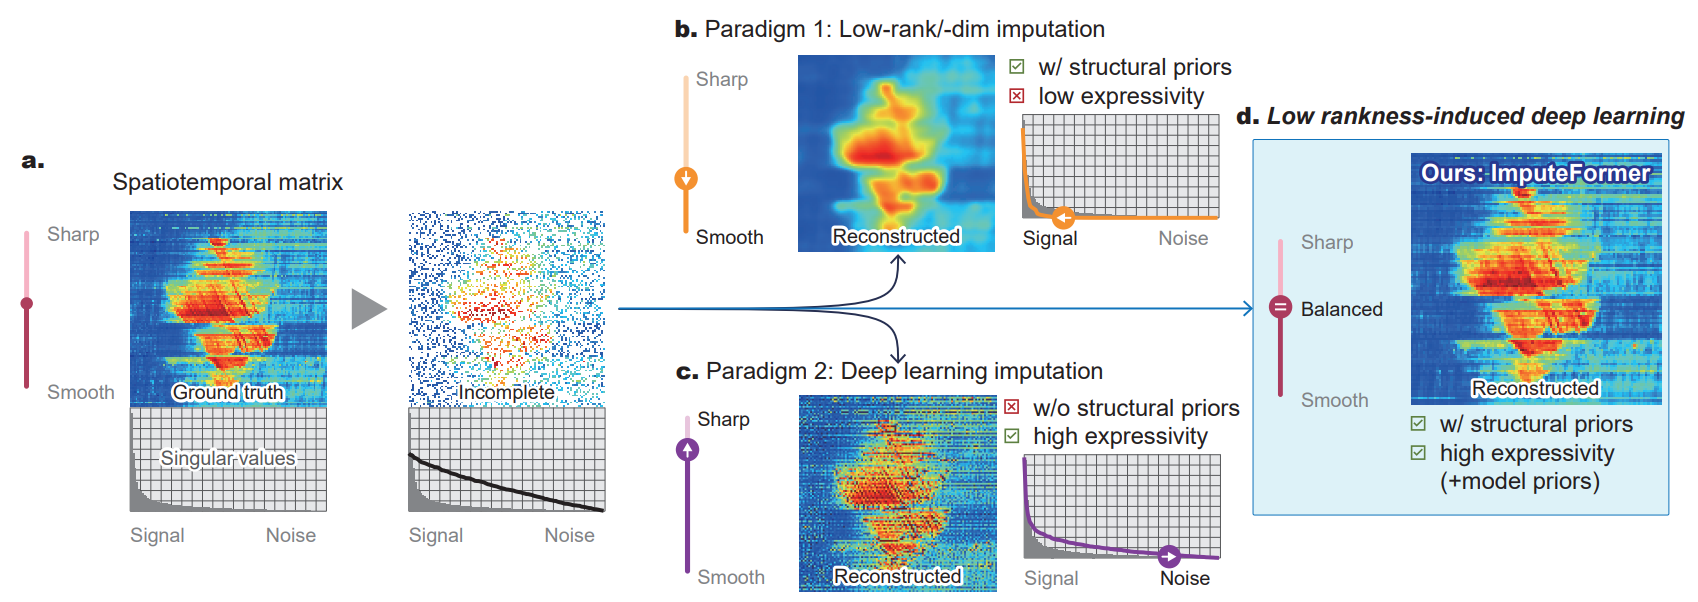 a.
Spatiotemporal matrix
Sharp
Smooth
Ground truth
Singular values
Signal
Noise
Incomplete
Signal
Noise
b. Paradigm 1: Low-rank/-dim imputation
Sharp
Smooth
Reconstructed
w/ structural priors
low expressivity
Signal
Noise
c. Paradigm 2: Deep learning imputation
Sharp
Smooth
Reconstructed
w/o structural priors
high expressivity
Signal
Noise
d. Low rankness-induced deep learning
Ours: ImputeFormer
Sharp
Balanced
Smooth
Reconstructed
w/ structural priors
high expressivity
(+model priors)